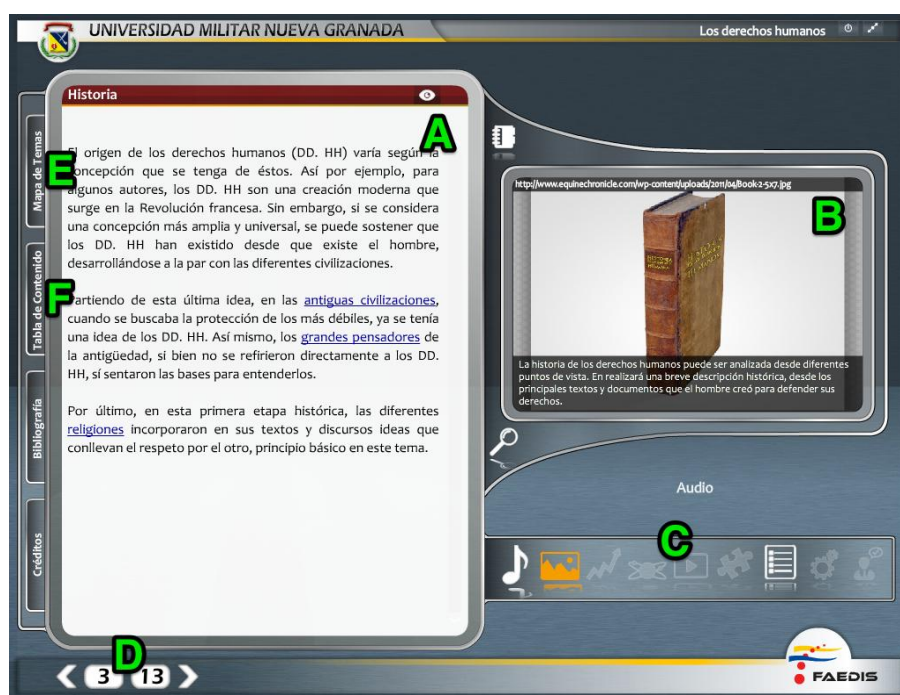 UNIVERSIDAD MILITAR NUEVA GRANADA
Los derechos humanos
Historia
A
El origen de los derechos humanos (DD. HH) varía según la
concepción que se tenga de éstos. Así por ejemplo, para
algunos autores, los DD. HH son una creación moderna que
surge en la Revolución francesa. Sin embargo, si se considera
una concepción más amplia y universal, se puede sostener que
los DD. HH han existido desde que existe el hombre,
desarrollándose a la par con las diferentes civilizaciones.
Partiendo de esta última idea, en las antiguas civilizaciones,
cuando se buscaba la protección de los más débiles, ya se tenía
una idea de los DD. HH. Así mismo, los grandes pensadores de
la antigüedad, si bien no se refirieron directamente a los DD.
HH, sí sentaron las bases para entenderlos.
Por último, en esta primera etapa histórica, las diferentes
religiones incorporaron en sus textos y discursos ideas que
conllevan el respeto por el otro, principio básico en este tema.
E
Mapa de Temas
F
Tabla de Contenido
Bibliografía
Créditos
http://www.equinechronicle.com/wp-content/uploads/2011/04/Book-2-5x7.jpg
B
La historia de los derechos humanos puede ser analizada desde diferentes
puntos de vista. En realizará una breve descripción histórica, desde los
principales textos y documentos que el hombre creó para defender sus
derechos.
Audio
C
D
3 13
FAEDIS